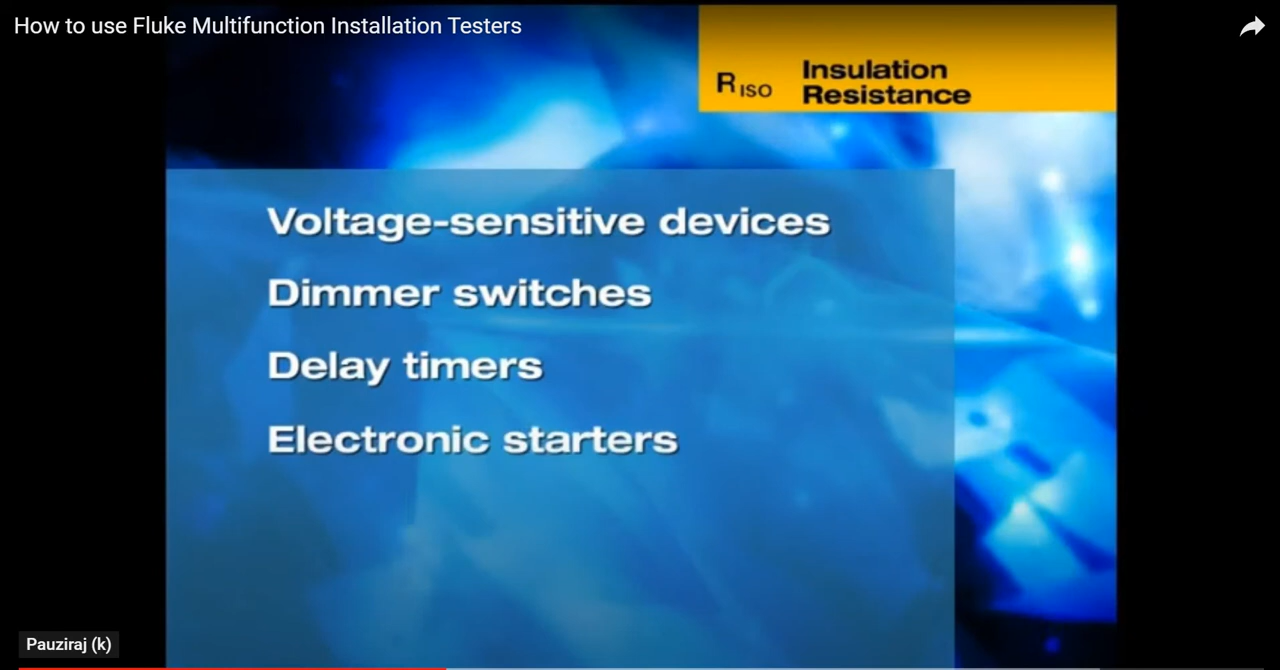 How to use Fluke Multifunction Installation Testers
R ISO
Insulation
Resistance
Voltage-sensitive devices
Dimmer switches
Delay timers
Electronic starters
Pauziraj (k)